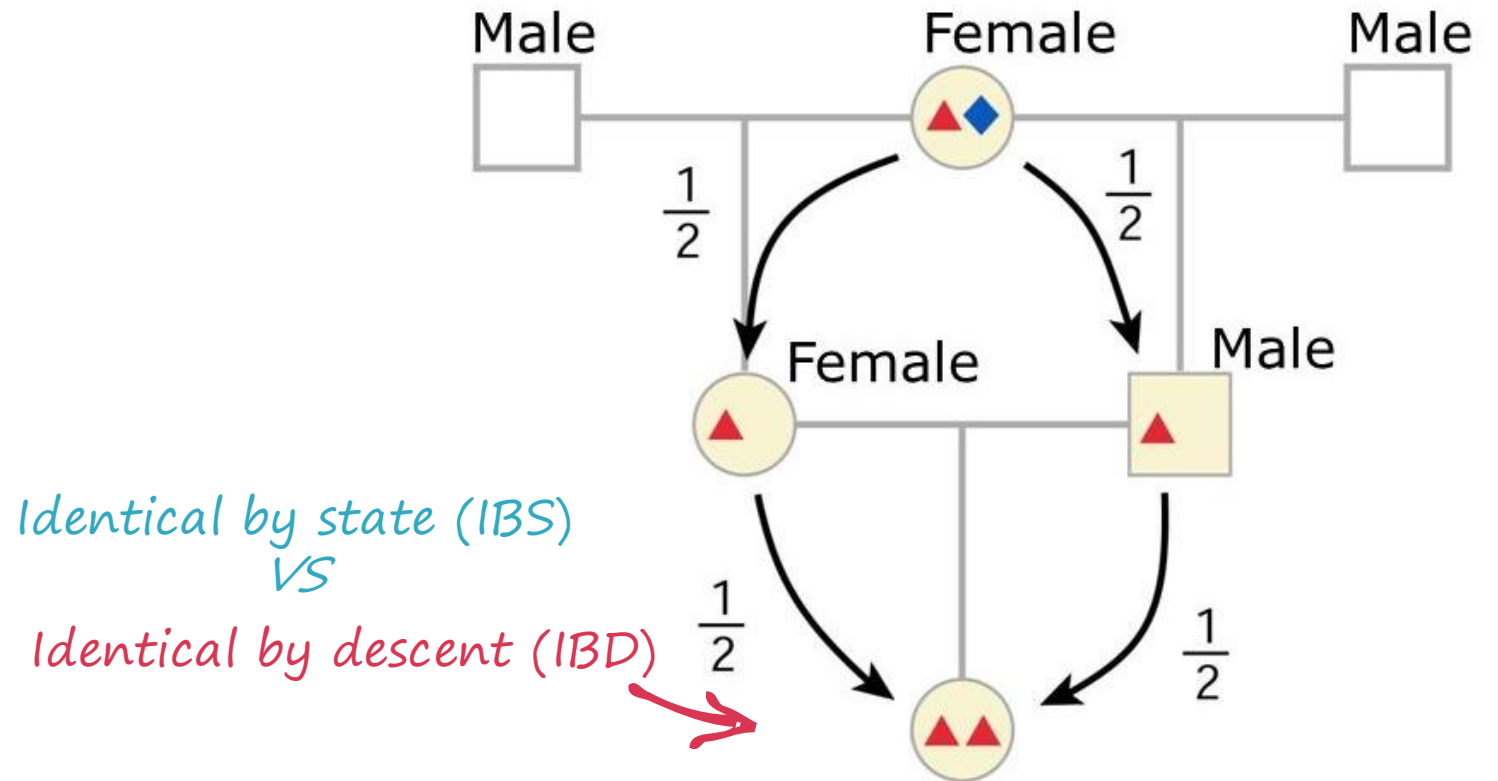 Male
Female
Male
1
2
1
2
Female
Male
Identical by state (IBS)
VS
Identical by descent (IBD)
1
2
1
2